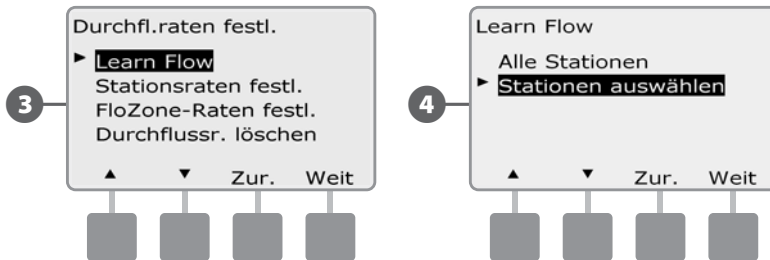 3
Durchfl.raten festl.
► Learn Flow
Stationsraten festl.
FloZone-Raten festl.
Durchflussr. löschen
▲ ▼ Zur. Weit
4
Learn Flow
Alle Stationen
► Stationen auswählen
▲ ▼ Zur. Weit